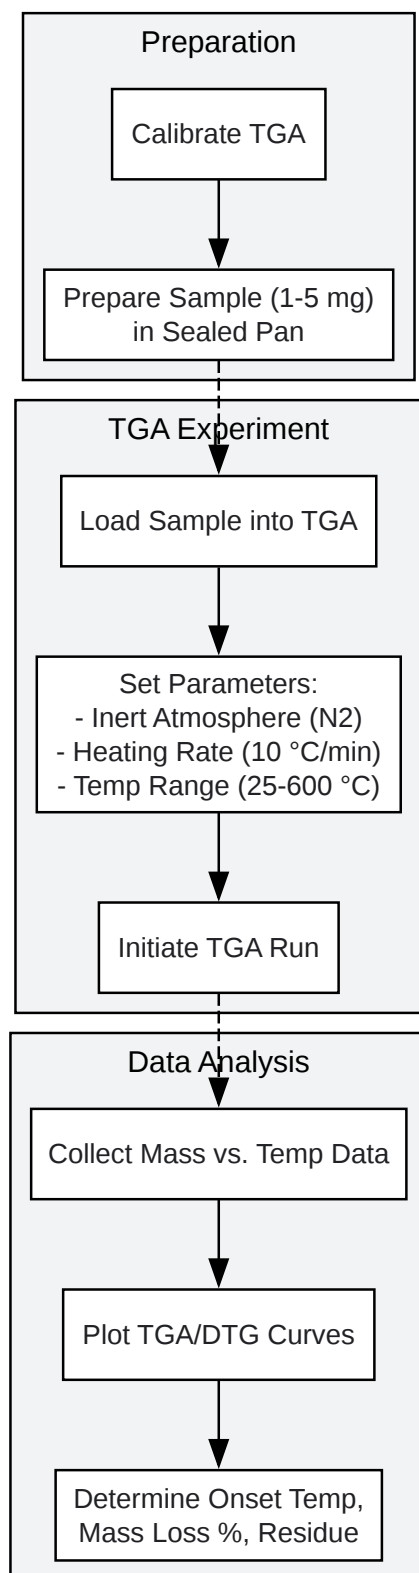 Preparation
Calibrate TGA
Prepare Sample (1-5 mg)
in Sealed Pan
TGA Experiment
Load Sample into TGA
Set Parameters:
- Inert Atmosphere (N2)
- Heating Rate (10 °C/min)
- Temp Range (25-600 °C)
Initiate TGA Run
Data Analysis
Collect Mass vs. Temp Data
Plot TGA/DTG Curves
Determine Onset Temp,
Mass Loss %, Residue